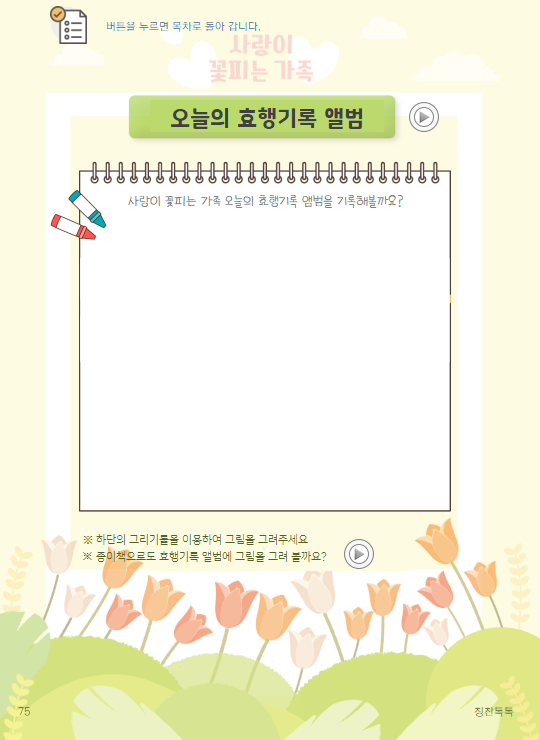 버튼을 누르면 목차로 돌아 갑니다.
사랑이
꽃피는 가족
오늘의 효행기록 앨범
사랑이 꽃피는 가족 오늘의 효행기록 앰범을 기록해볼까요?
※ 하단의 그리기툴을 이용하여 그림을 그려주세요
※ 종이책으로도 효행기록 앨범에 그림을 그려 볼까요?
75
칭찬톡톡